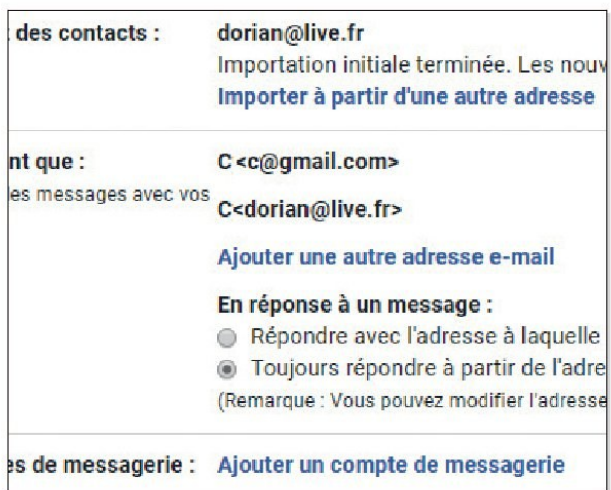 des contacts : dorian@live.fr
Importation initiale terminée. Les nouv
Importer à partir d'une autre adresse
nt que : C <c@gmail.com>
les messages avec vos
C<dorian@live.fr>
Ajouter une autre adresse e-mail
En réponse à un message :
Répondre avec l'adresse à laquelle
Toujours répondre à partir de l'adre
(Remarque : Vous pouvez modifier l'adresse
es de messagerie : Ajouter un compte de messagerie